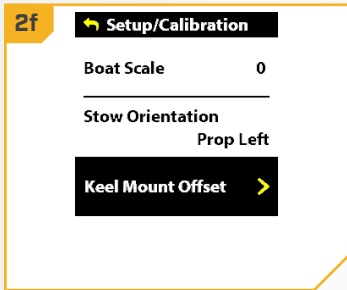 2f
Setup/Calibration
Boat Scale 0
Stow Orientation
Prop Left
Keel Mount Offset